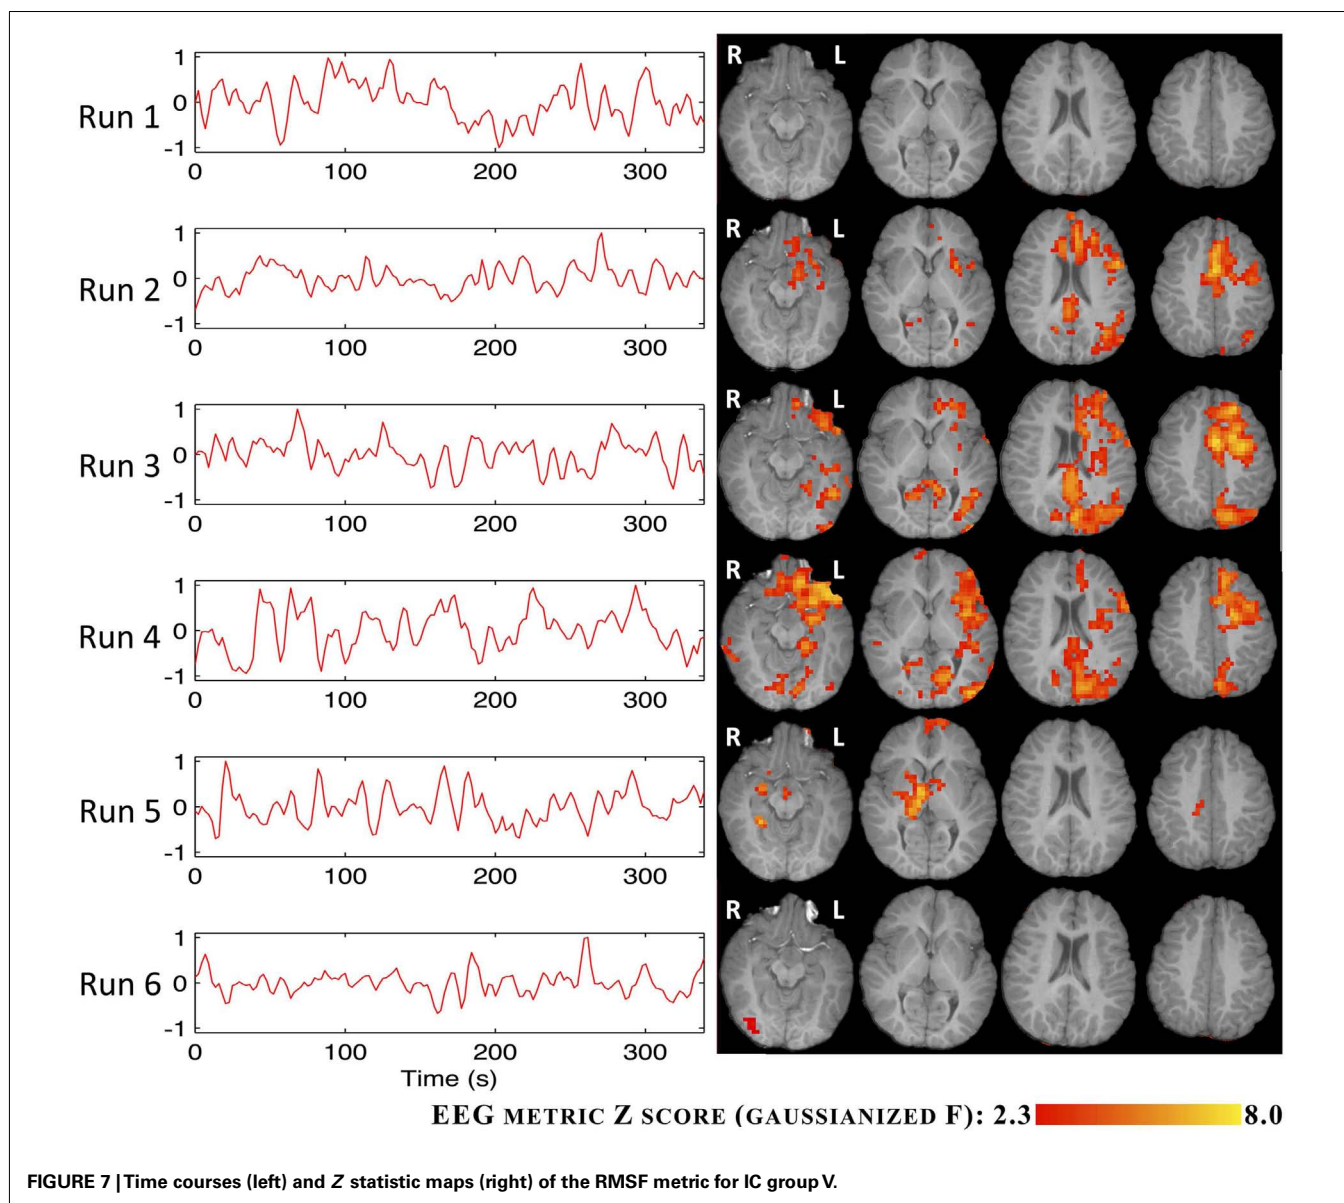 Run 1
1
0
-1
0 100 200 300
R L
Run 2
1
0
-1
0 100 200 300
R L
Run 3
1
0
-1
0 100 200 300
R L
Run 4
1
0
-1
0 100 200 300
R L
Run 5
1
0
-1
0 100 200 300
R L
Run 6
1
0
-1
0 100 200 300
Time (s)
R L
EEG METRIC Z SCORE (GAUSSIANIZED F): 2.3 8.0
FIGURE 7 | Time courses (left) and Z statistic maps (right) of the RMSF metric for IC group V.